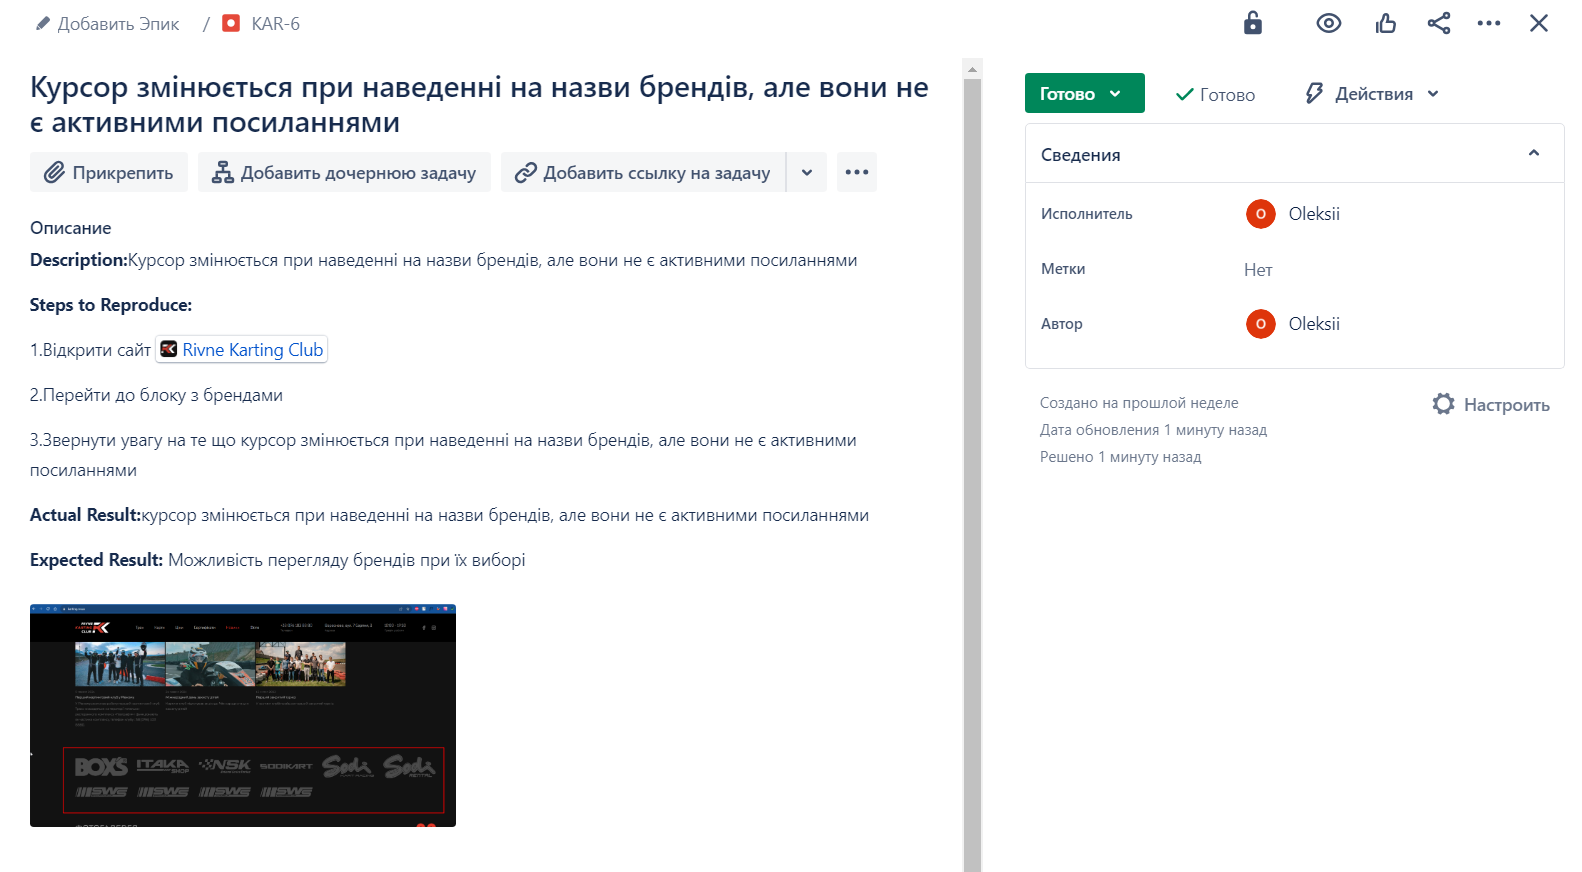 Добавить Эпик / KAR-6
Курсор змінюється при наведенні на назви брендів, але вони не
є активними посиланнями
Прикрепить Добавить дочернюю задачу Добавить ссылку на задачу
Описание
Description:Курсор змінюється при наведенні на назви брендів, але вони не є активними посиланнями
Steps to Reproduce:
1.Відкрити сайт Rivne Karting Club
2.Перейти до блоку з брендами
3.Звернути увагу на те що курсор змінюється при наведенні на назви брендів, але вони не є активними
посиланнями
Actual Result:курсор змінюється при наведенні на назви брендів, але вони не є активними посиланнями
Expected Result: Можливість перегляду брендів при їх виборі
RIVNE
KARTING
CLUB
BOX'S ITAKA SHOP NSK SODIKART Sodi Sodi
SWS SWS SWS SWS
Готово Готово Действия
Сведения
Исполнитель O Oleksii
Метки Нет
Автор O Oleksii
Создано на прошлой неделе Настроить
Дата обновления 1 минуту назад
Решено 1 минуту назад